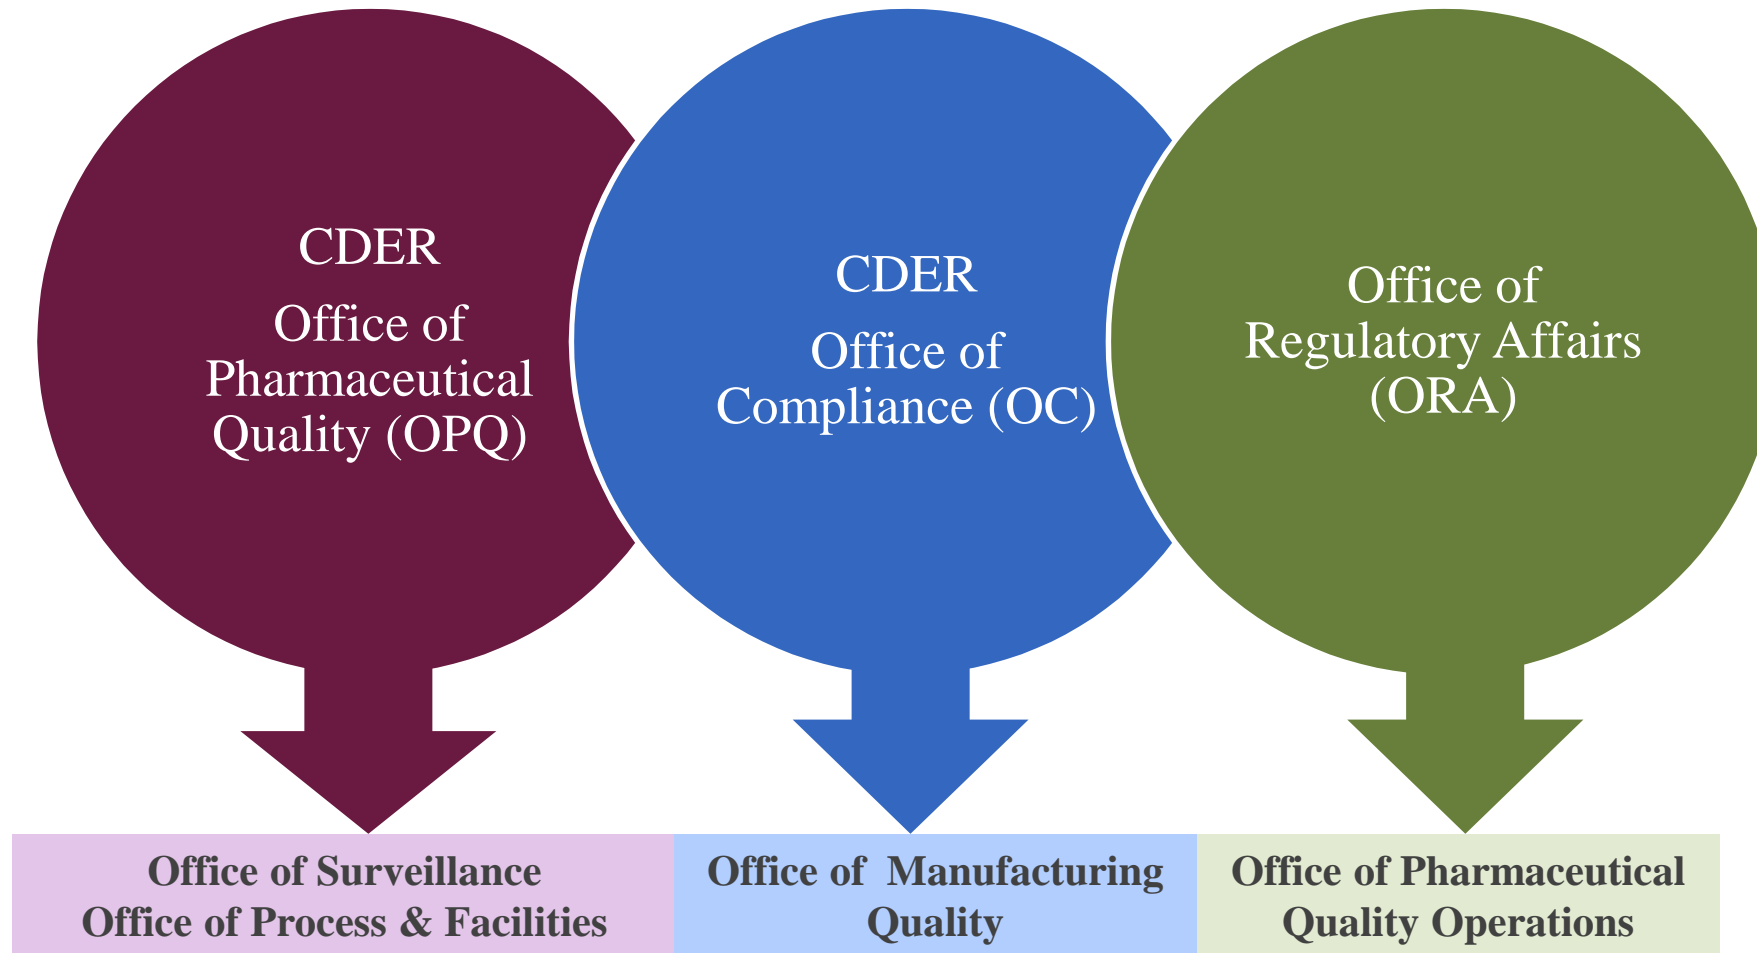 CDER
Office of
Pharmaceutical
Quality (OPQ)
CDER
Office of
Compliance (OC)
Office of
Regulatory Affairs
(ORA)
Office of Surveillance
Office of Process & Facilities
Office of  Manufacturing
Quality
Office of Pharmaceutical
Quality Operations